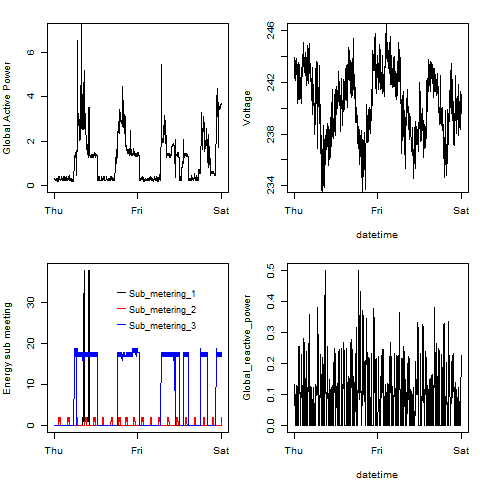 Global Active Power
0
2
4
6
Thu
Fri
Sat
Voltage
234
238
242
246
Thu
Fri
Sat
datetime
Energy sub meeting
0
10
20
30
Sub_metering_1
Sub_metering_2
Sub_metering_3
Thu
Fri
Sat
Global_reactive_power
0.0
0.1
0.2
0.3
0.4
0.5
Thu
Fri
Sat
datetime